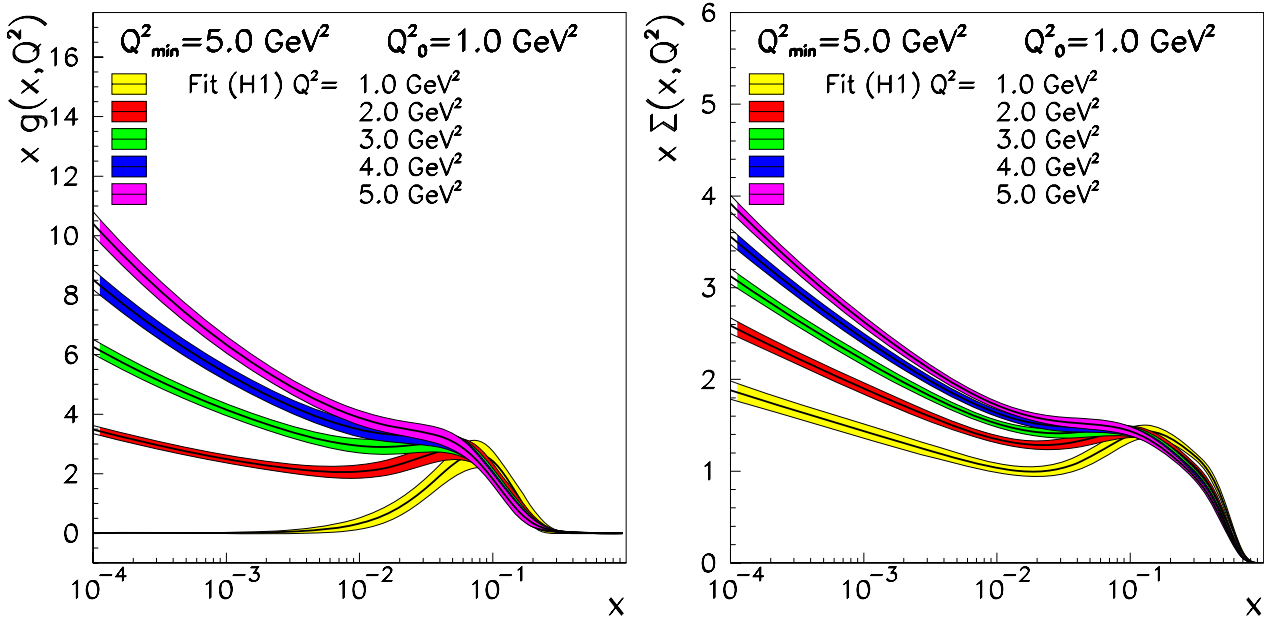 x g(x,Q²)
Q²min=5.0 GeV² Q²0=1.0 GeV²
Fit (H1) Q²= 1.0 GeV²
2.0 GeV²
3.0 GeV²
4.0 GeV²
5.0 GeV²
16
14
12
10
8
6
4
2
0
10⁻⁴ 10⁻³ 10⁻² 10⁻¹
x
x Σ(x,Q²)
Q²min=5.0 GeV² Q²0=1.0 GeV²
Fit (H1) Q²= 1.0 GeV²
2.0 GeV²
3.0 GeV²
4.0 GeV²
5.0 GeV²
6
5
4
3
2
1
0
10⁻⁴ 10⁻³ 10⁻² 10⁻¹
x